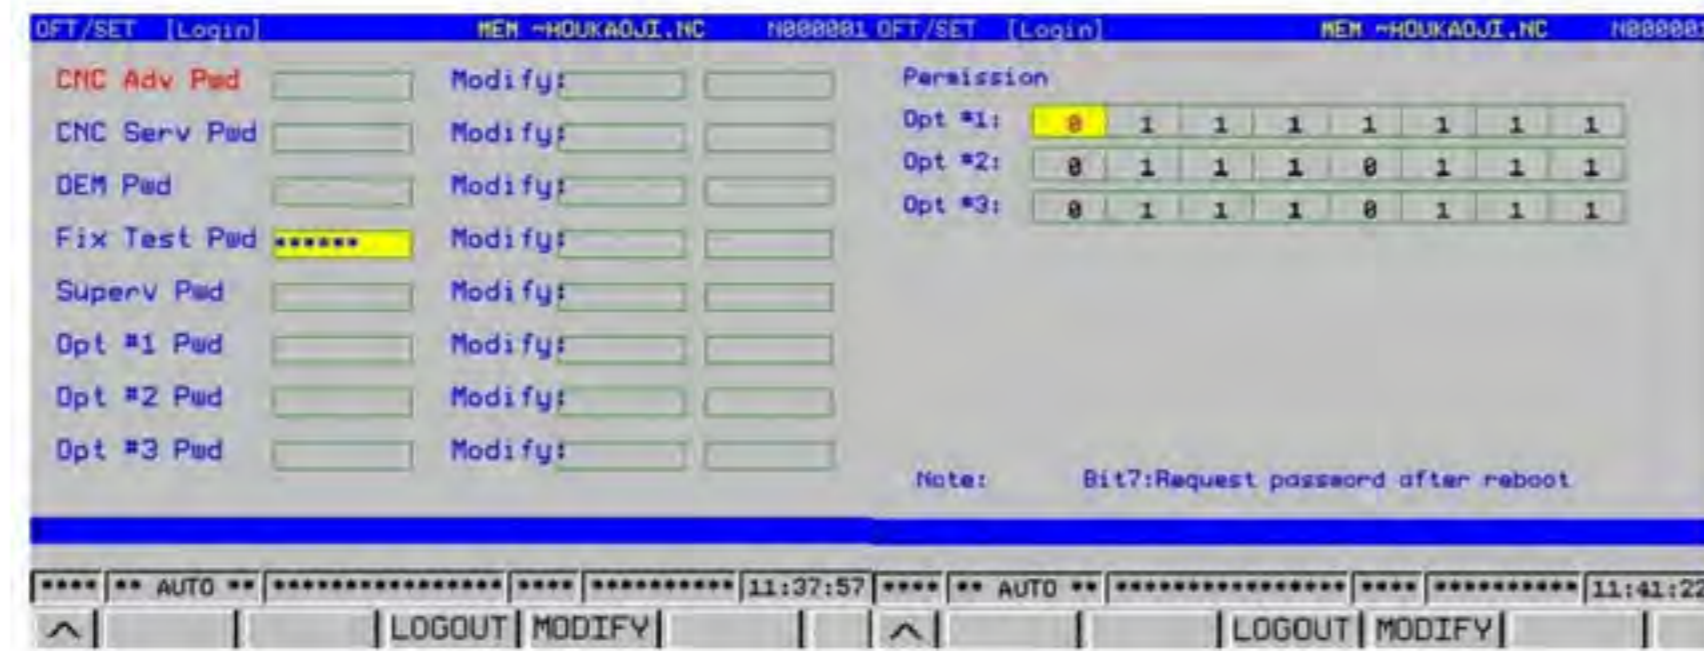 OFT/SET [Login] MEM ~HOUKAOJI.NC N000001
CNC Adv Pwd Modify:
CNC Serv Pwd Modify:
OEM Pwd Modify:
Fix Test Pwd ****** Modify:
Superv Pwd Modify:
Opt #1 Pwd Modify:
Opt #2 Pwd Modify:
Opt #3 Pwd Modify:
**** ** AUTO ** **************** **** ********** 11:37:57
^ LOGOUT MODIFY
OFT/SET [Login] MEM ~HOUKAOJI.NC N000001
Permission
Opt #1: 0 1 1 1 1 1 1 1
Opt #2: 0 1 1 1 0 1 1 1
Opt #3: 0 1 1 1 0 1 1 1
Note: Bit7:Request password after reboot
**** ** AUTO ** **************** **** ********** 11:41:22
^ LOGOUT MODIFY